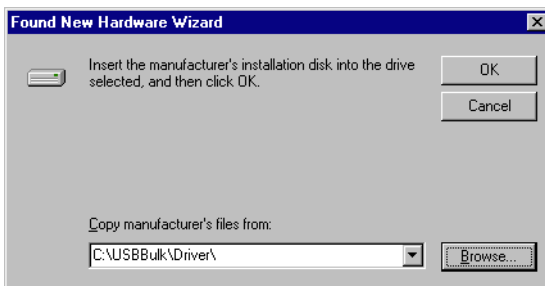 Found New Hardware Wizard
Insert the manufacturer's installation disk into the drive
selected, and then click OK.
OK
Cancel
Copy manufacturer's files from:
C:\USBBulk\Driver\
Browse...